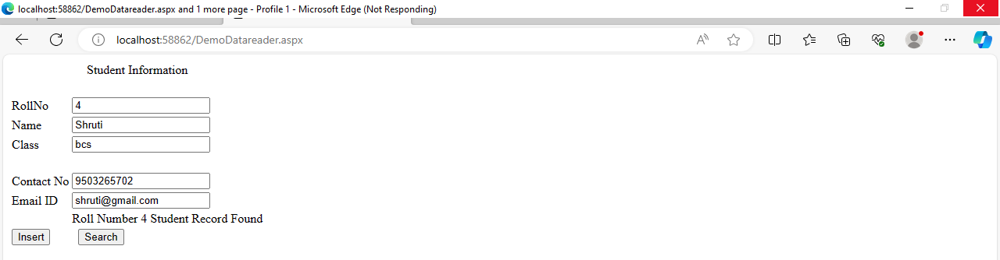 localhost:58862/DemoDatareader.aspx and 1 more page - Profile 1 - Microsoft Edge (Not Responding)
localhost:58862/DemoDatareader.aspx
Student Information
RollNo 4
Name Shruti
Class bcs
Contact No 9503265702
Email ID shruti@gmail.com
Roll Number 4 Student Record Found
Insert Search